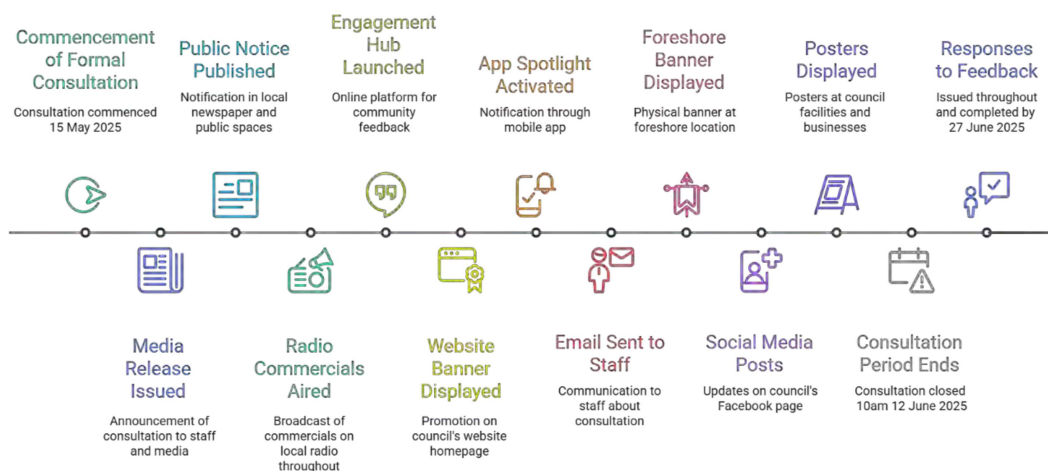 Commencement
of Formal
Consultation
Consultation commenced
15 May 2025
Public Notice
Published
Notification in local
newspaper and
public spaces
Engagement
Hub
Launched
Online platform for
community
feedback
App Spotlight
Activated
Notification through
mobile app
Foreshore
Banner
Displayed
Physical banner at
foreshore location
Posters
Displayed
Posters at council
facilities and
businesses
Responses
to Feedback
Issued throughout
and completed by
27 June 2025
Media
Release
Issued
Announcement of
consultation to staff
and media
Radio
Commercials
Aired
Broadcast of
commercials on
local radio
throughout
Website
Banner
Displayed
Promotion on
council's website
homepage
Email Sent to
Staff
Communication to
staff about
consultation
Social Media
Posts
Updates on council's
Facebook page
Consultation
Period Ends
Consultation closed
10am 12 June 2025